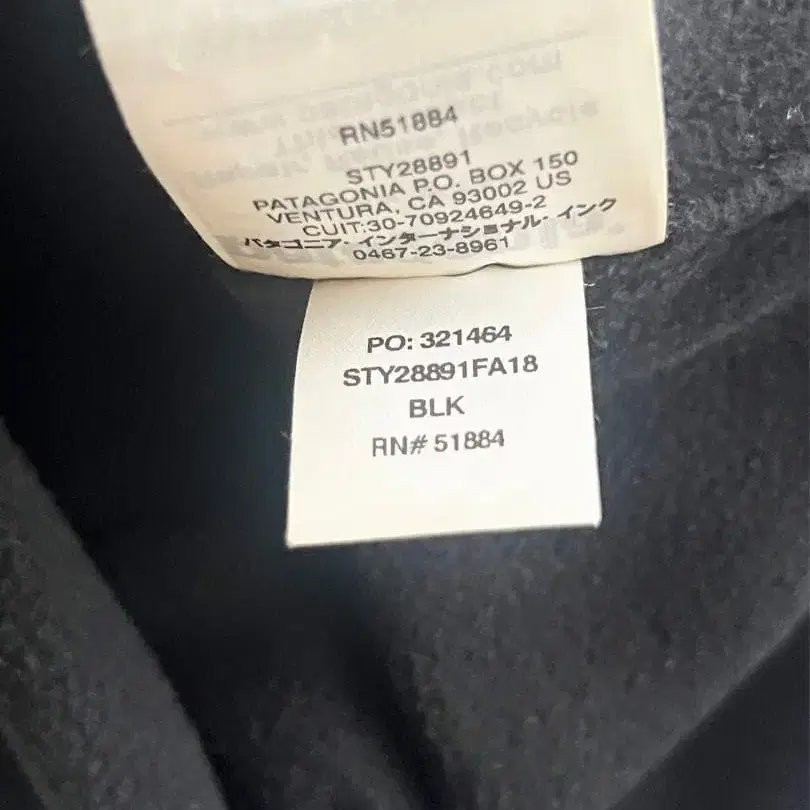 RN51884
STY28891
PATAGONIA P.O. BOX 150
VENTURA, CA 93002 US
CUIT:30-70924649-2
パタゴニア・インターナショナル・インク
0467-23-8961
PO: 321464
STY28891FA18
BLK
RN# 51884